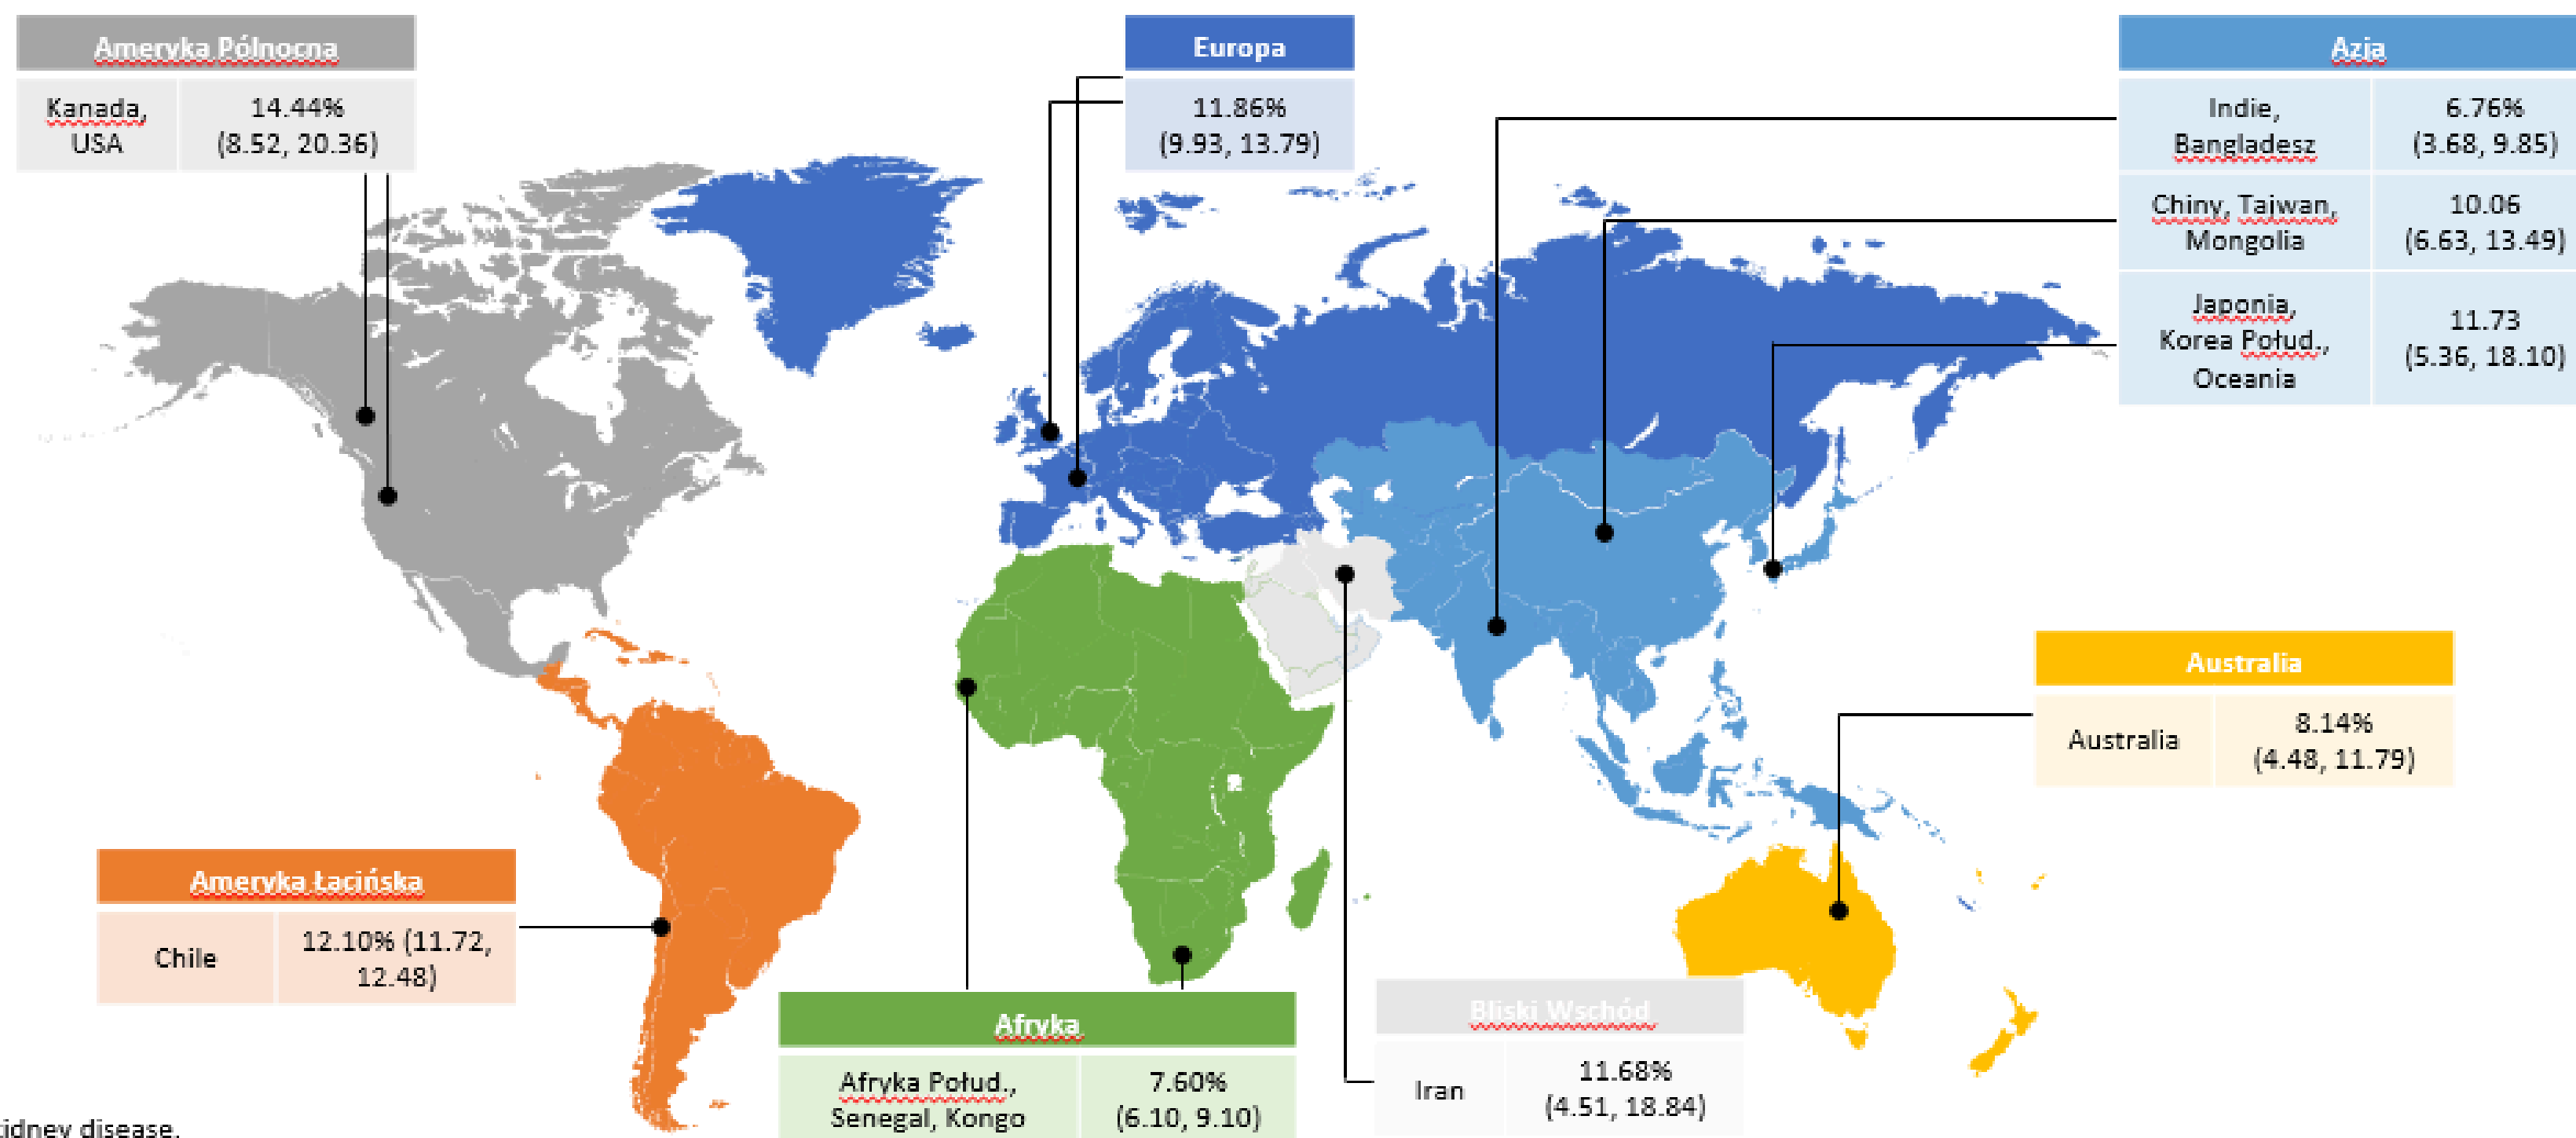 Ameryka Północna
Kanada,
USA
14.44%
(8.52, 20.36)
Europa
11.86%
(9.93, 13.79)
Azja
Indie,
Bangladesz
6.76%
(3.68, 9.85)
Chiny, Tajwan,
Mongolia
10.06
(6.63, 13.49)
Japonia,
Korea Połud.,
Oceania
11.73
(5.36, 18.10)
Australia
Australia
8.14%
(4.48, 11.79)
Ameryka Łacińska
Chile
12.10% (11.72,
12.48)
Afryka
Afryka Połud.,
Senegal, Kongo
7.60%
(6.10, 9.10)
Bliski Wschód
Iran
11.68%
(4.51, 18.84)
disease.